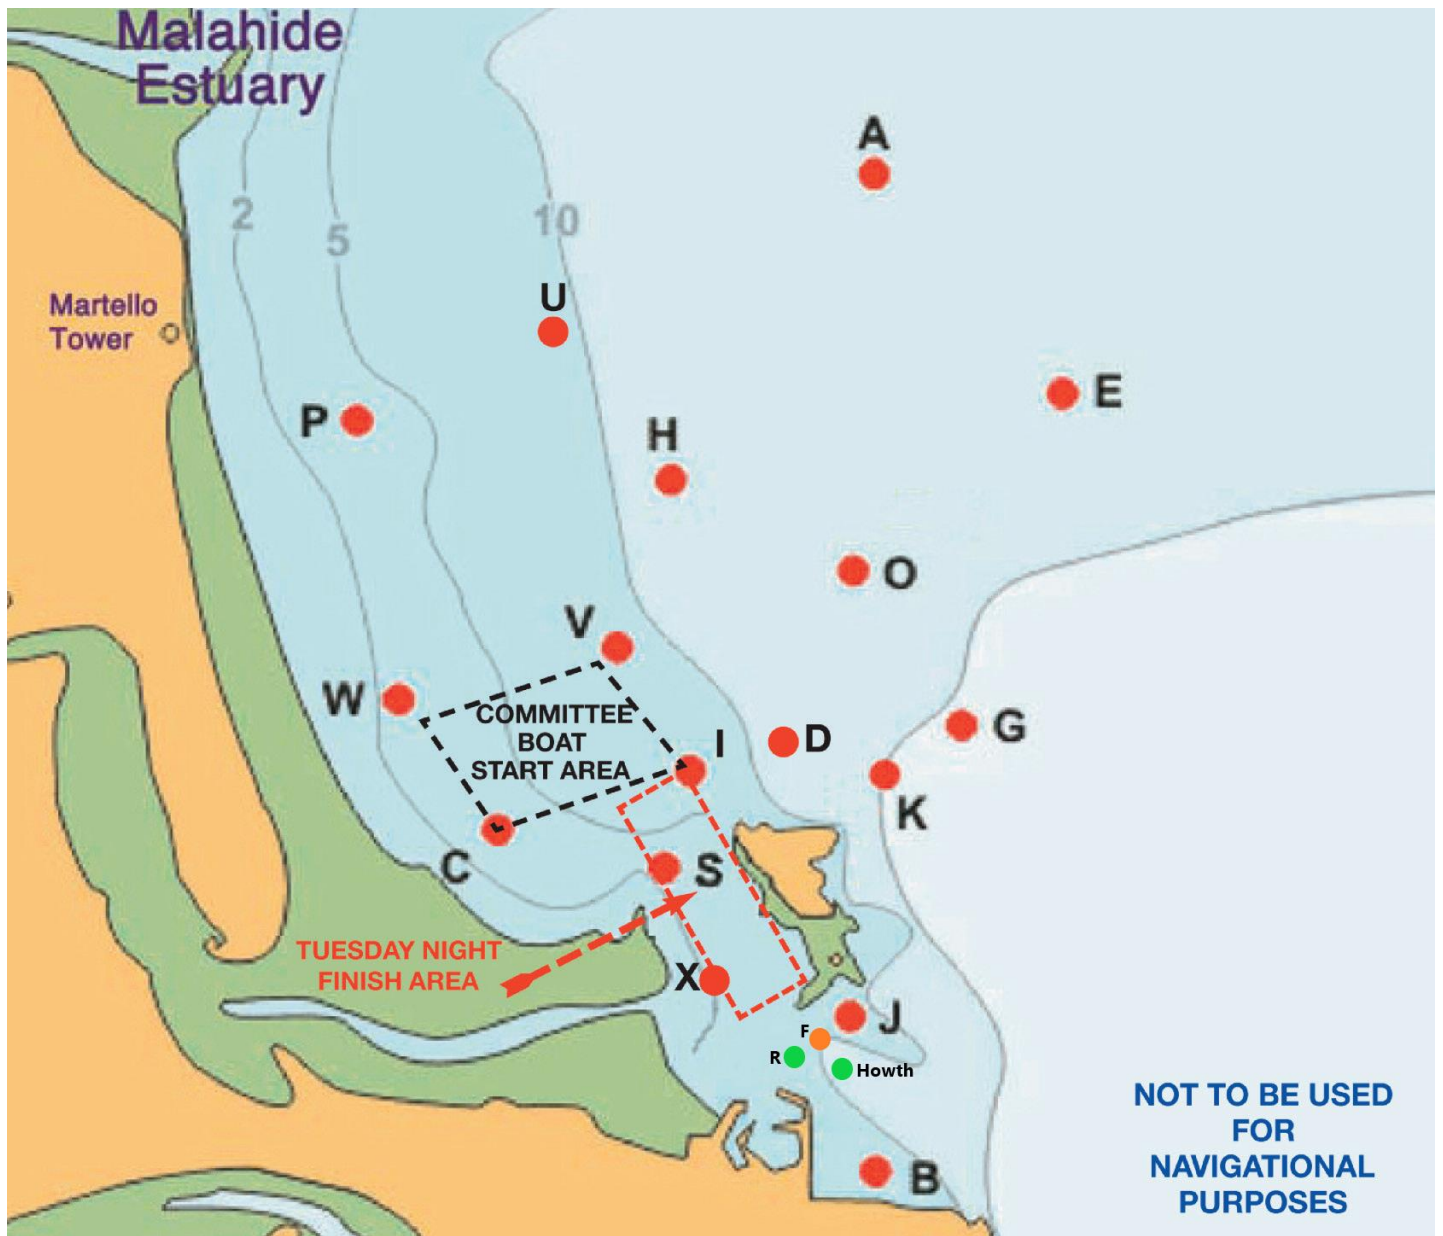 Malahide
Estuary
A
2
5
10
U
Martello
Tower
E
P
H
O
V
W
COMMITTEE
BOAT
START AREA
I
D
G
K
C
S
TUESDAY NIGHT
FINISH AREA
X
J
F
R
Howth
B
NOT TO BE USED
FOR
NAVIGATIONAL
PURPOSES